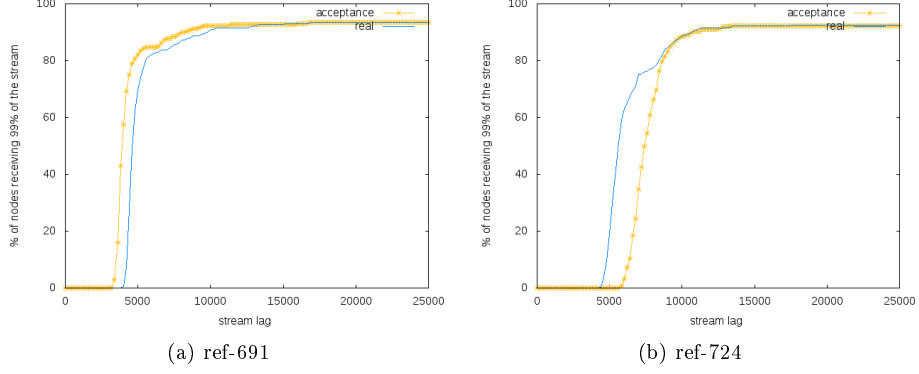 % of nodes receiving 99% of the stream
100
80
60
40
20
0
0 5000 10000 15000 20000 25000
stream lag
acceptance
real
(a) ref-691
% of nodes receiving 99% of the stream
100
80
60
40
20
0
0 5000 10000 15000 20000 25000
stream lag
acceptance
real
(b) ref-724